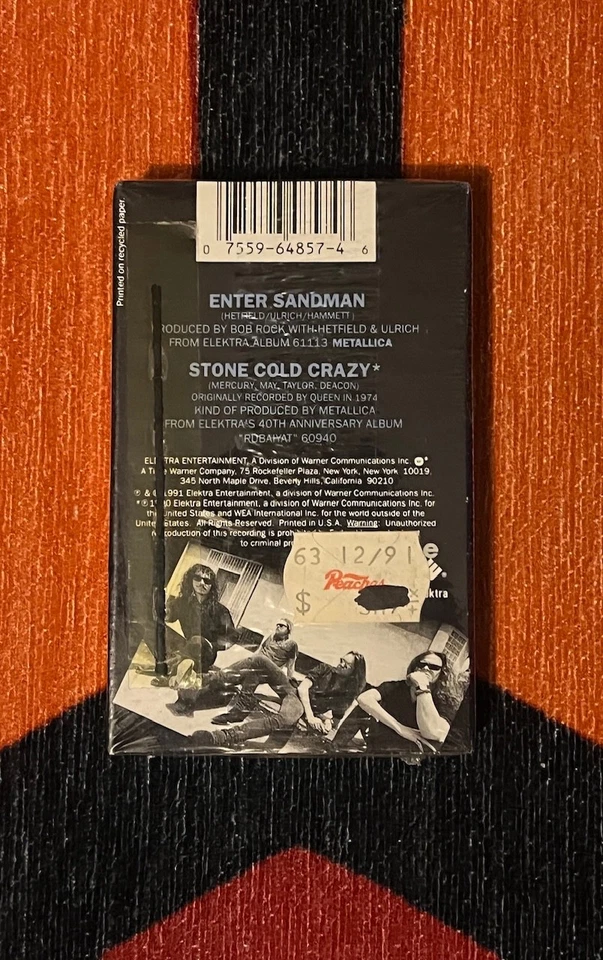 Printed on recycled paper.
0 7559-64857-4 6
ENTER SANDMAN
(HETFIELD/ULRICH/HAMMETT)
RODUCED BY BOB ROCK WITH HETFIELD & ULRICH
FROM ELEKTRA ALBUM 61113 METALLICA
STONE COLD CRAZY*
(MERCURY, MAY, TAYLOR, DEACON)
ORIGINALLY RECORDED BY QUEEN IN 1974
KIND OF PRODUCED BY METALLICA
FROM ELEKTRA'S 40TH ANNIVERSARY ALBUM
"RUBAIYAT" 60940
ELEKTRA ENTERTAINMENT, A Division of Warner Communications Inc.
A Time Warner Company, 75 Rockefeller Plaza, New York, New York 10019,
345 North Maple Drive, Beverly Hills, California 90210
℗ & © 1991 Elektra Entertainment, a division of Warner Communications Inc.
*℗ 1990 Elektra Entertainment, a division of Warner Communications Inc. for
the United States and WEA International Inc. for the world outside of the
United States. All Rights Reserved. Printed in U.S.A. Warning: Unauthorized
reproduction of this recording is prohibited
to criminal pr
63 12/91
Peaches
$
e
ektra